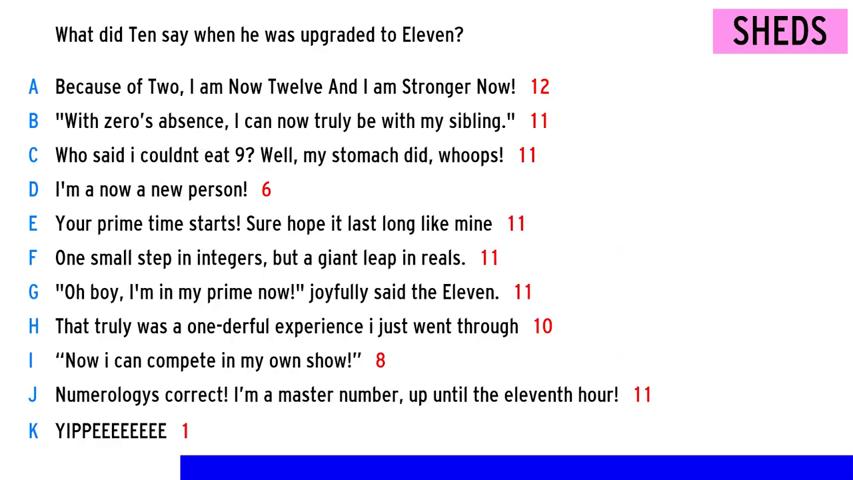 What did Ten say when he was upgraded to Eleven?
SHEDS
A Because of Two, I am Now Twelve And I am Stronger Now! 12
B "With zero's absence, I can now truly be with my sibling." 11
C Who said i couldnt eat 9? Well, my stomach did, whoops! 11
D I'm a now a new person! 6
E Your prime time starts! Sure hope it last long like mine 11
F One small step in integers, but a giant leap in reals. 11
G "Oh boy, I'm in my prime now!" joyfully said the Eleven. 11
H That truly was a one-derful experience i just went through 10
I “Now i can compete in my own show!” 8
J Numerologys correct! I'm a master number, up until the eleventh hour! 11
K YIPPEEEEEEEE 1